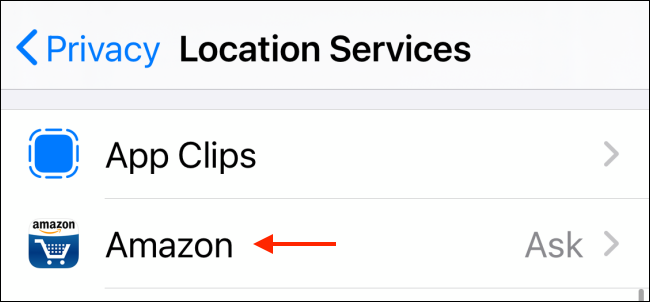 Privacy Location Services
App Clips
amazon
Amazon Ask